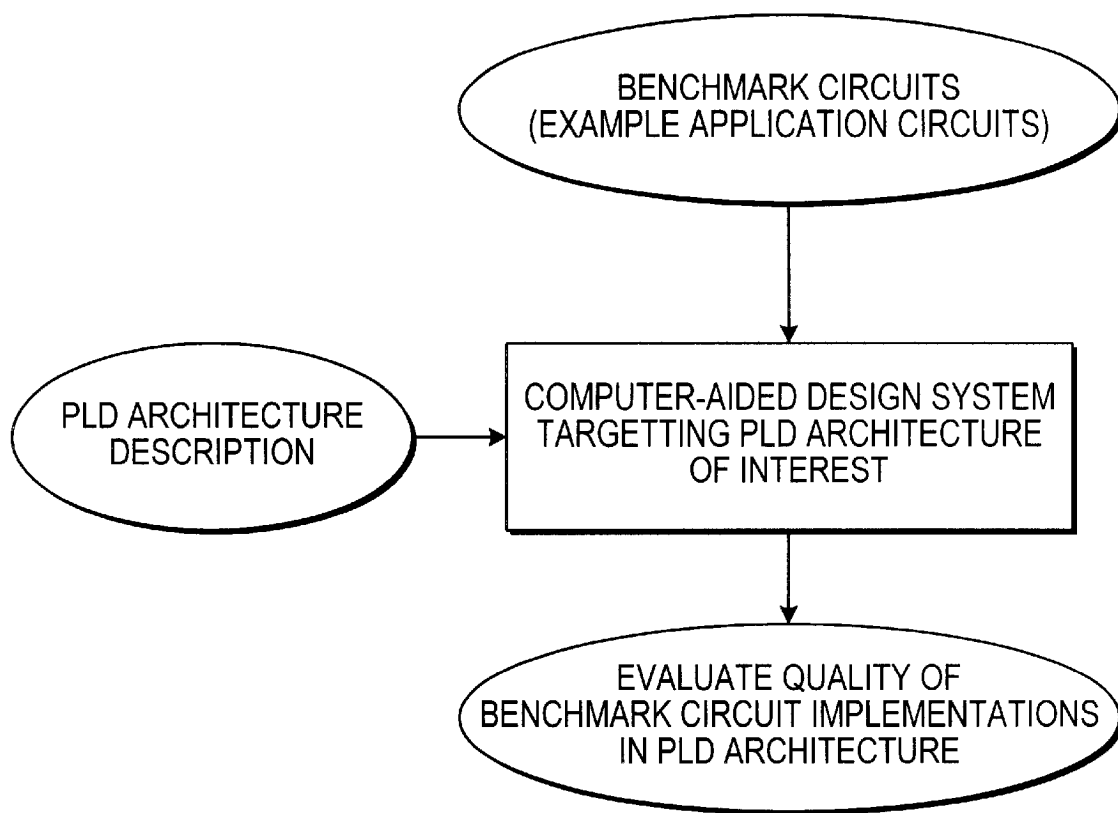 BENCHMARK CIRCUITS
(EXAMPLE APPLICATION CIRCUITS)
PLD ARCHITECTURE
DESCRIPTION
COMPUTER-AIDED DESIGN SYSTEM
TARGETTING PLD ARCHITECTURE
OF INTEREST
EVALUATE QUALITY OF
BENCHMARK CIRCUIT IMPLEMENTATIONS
IN PLD ARCHITECTURE